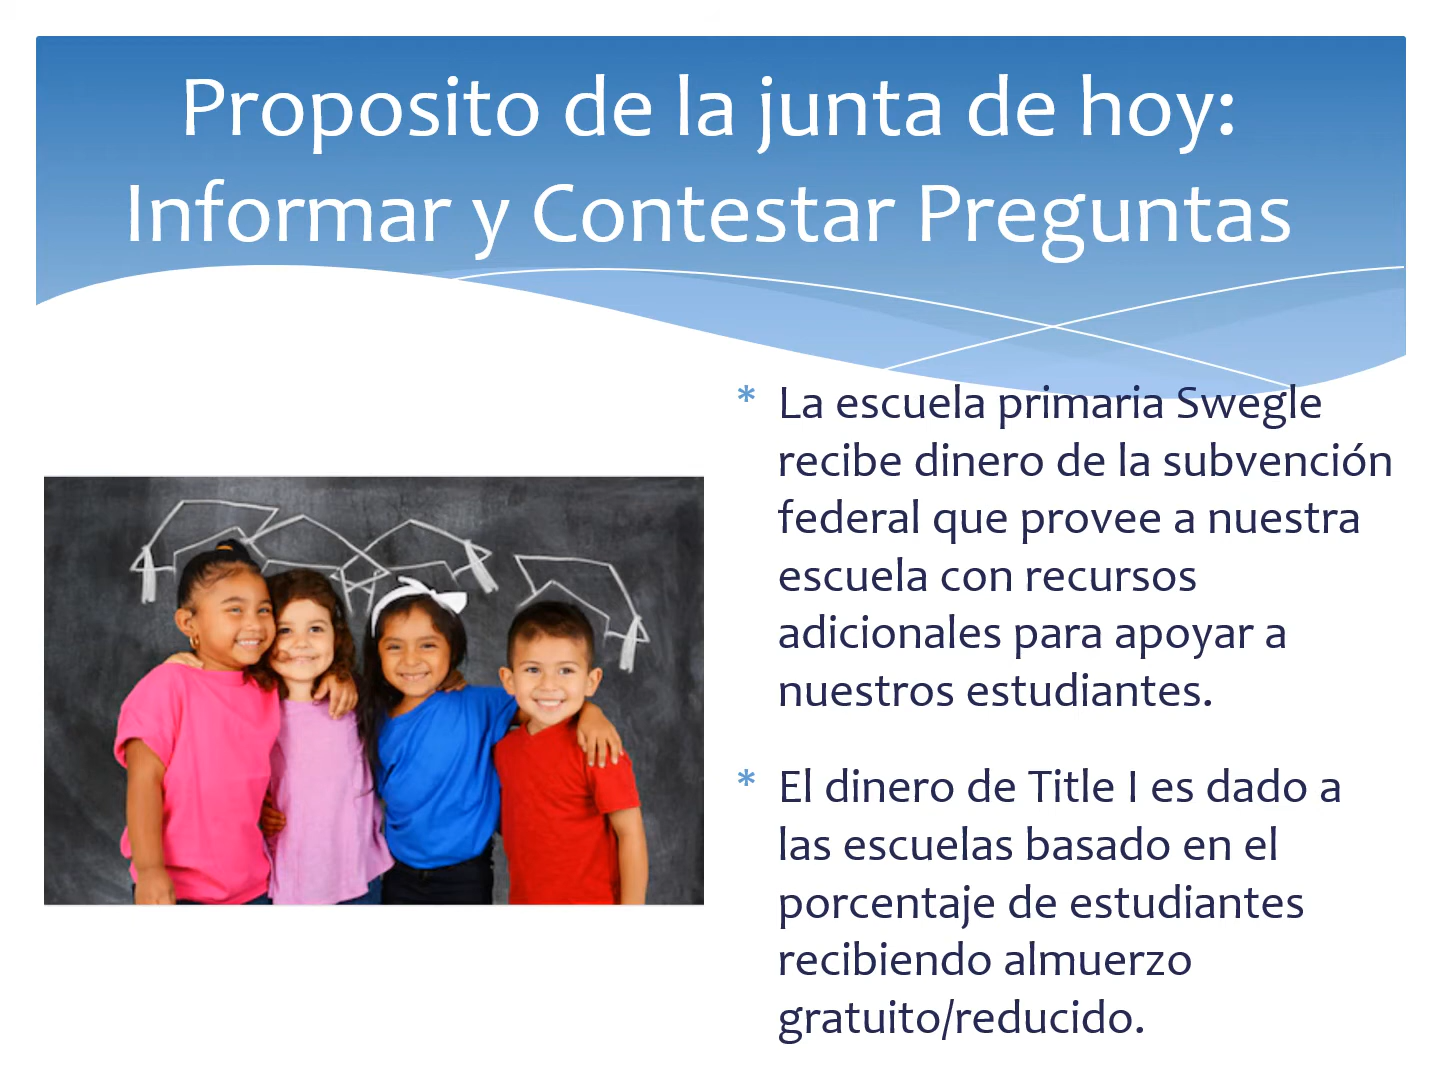 Proposito de la junta de hoy:
Informar y Contestar Preguntas
* La escuela primaria Swegle
recibe dinero de la subvención
federal que provee a nuestra
escuela con recursos
adicionales para apoyar a
nuestros estudiantes.
* El dinero de Title I es dado a
las escuelas basado en el
porcentaje de estudiantes
recibiendo almuerzo
gratuito/reducido.